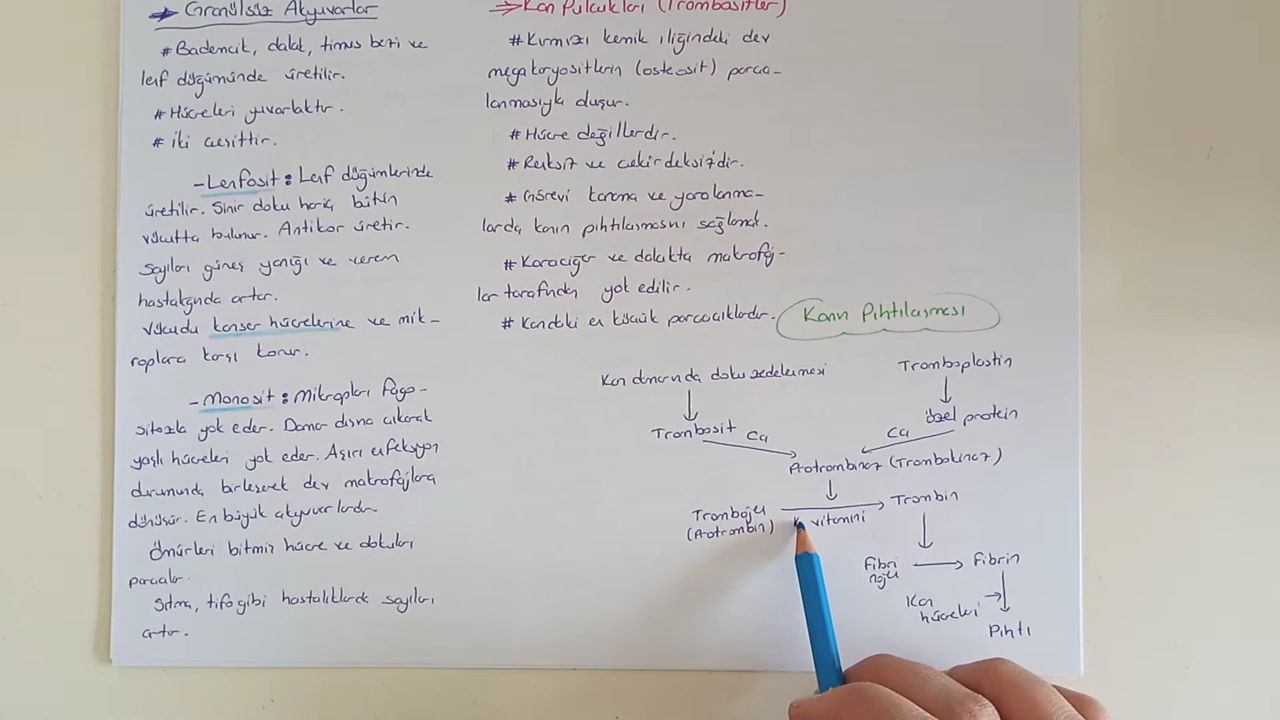 → Granülsüz Akyuvarlar
# Bademcik, dalak, timus bezi ve
lenf düğümünde üretilir.
# Hücreleri yuvarlaktır.
# İki çeşittir.
- Lenfosit : Lenf düğümlerinde
üretilir. Sinir doku hariç bütün
vücutta bulunur. Antikor üretir.
Sayıları güneş yanığı ve verem
hastalığında artar.
Vücudu kanser hücrelerine ve mik-
roplara karşı korur.
- Monosit : Mikropları fago-
sitozla yok eder. Damar dışına çıkarak
yaşlı hücreleri yok eder. Aşırı enfeksiyon
durumunda birleşerek dev makrofajlara
dönüşür. En büyük akyuvarlardır.
Ömürleri bitmiş hücre ve dokuları
parçalar.
Sıtma, tifo gibi hastalıklarda sayıları
artar.
→ Kan Pulcukları (Trombositler)
# Kırmızı kemik iliğindeki dev
megakaryositlerin (osteosit) parça-
lanmasıyla oluşur.
# Hücre değillerdir.
# Renksiz ve çekirdeksizdir.
# Görevi kanama ve yaralanma-
larda kanın pıhtılaşmasını sağlamak.
# Karaciğer ve dalakta makrofaj-
lar tarafından yok edilir.
# Kandaki en küçük parçacıklardır.
Kanın Pıhtılaşması
Kan damarında doku zedelenmesi
Tromboplastin
Trombosit
Ca
özel protein
Ca
Protrombinaz (Trombokinaz)
Trombojen
(Protrombin)
K vitamini
Trombin
Fibri
nojen
Fibrin
Kan
hücreleri
Pıhtı